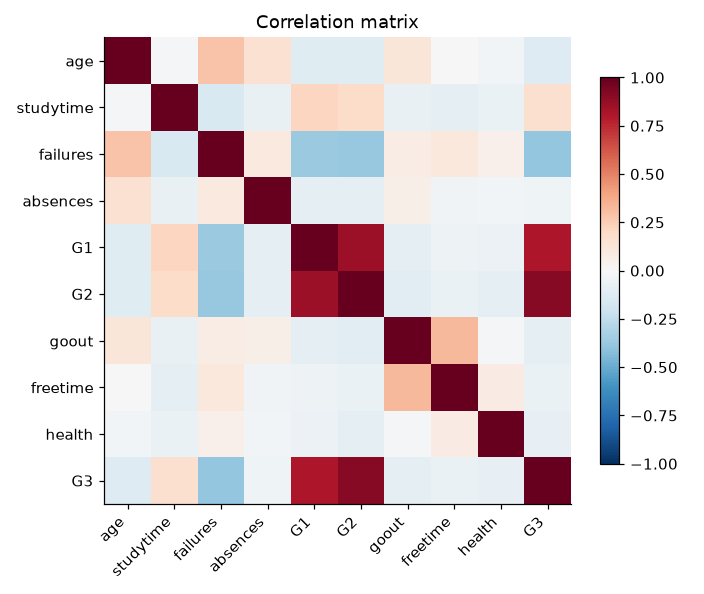 Correlation matrix
age
studytime
failures
absences
G1
G2
goout
freetime
health
G3
age
studytime
failures
absences
G1
G2
goout
freetime
health
G3
1.00
0.75
0.50
0.25
0.00
−0.25
−0.50
−0.75
−1.00